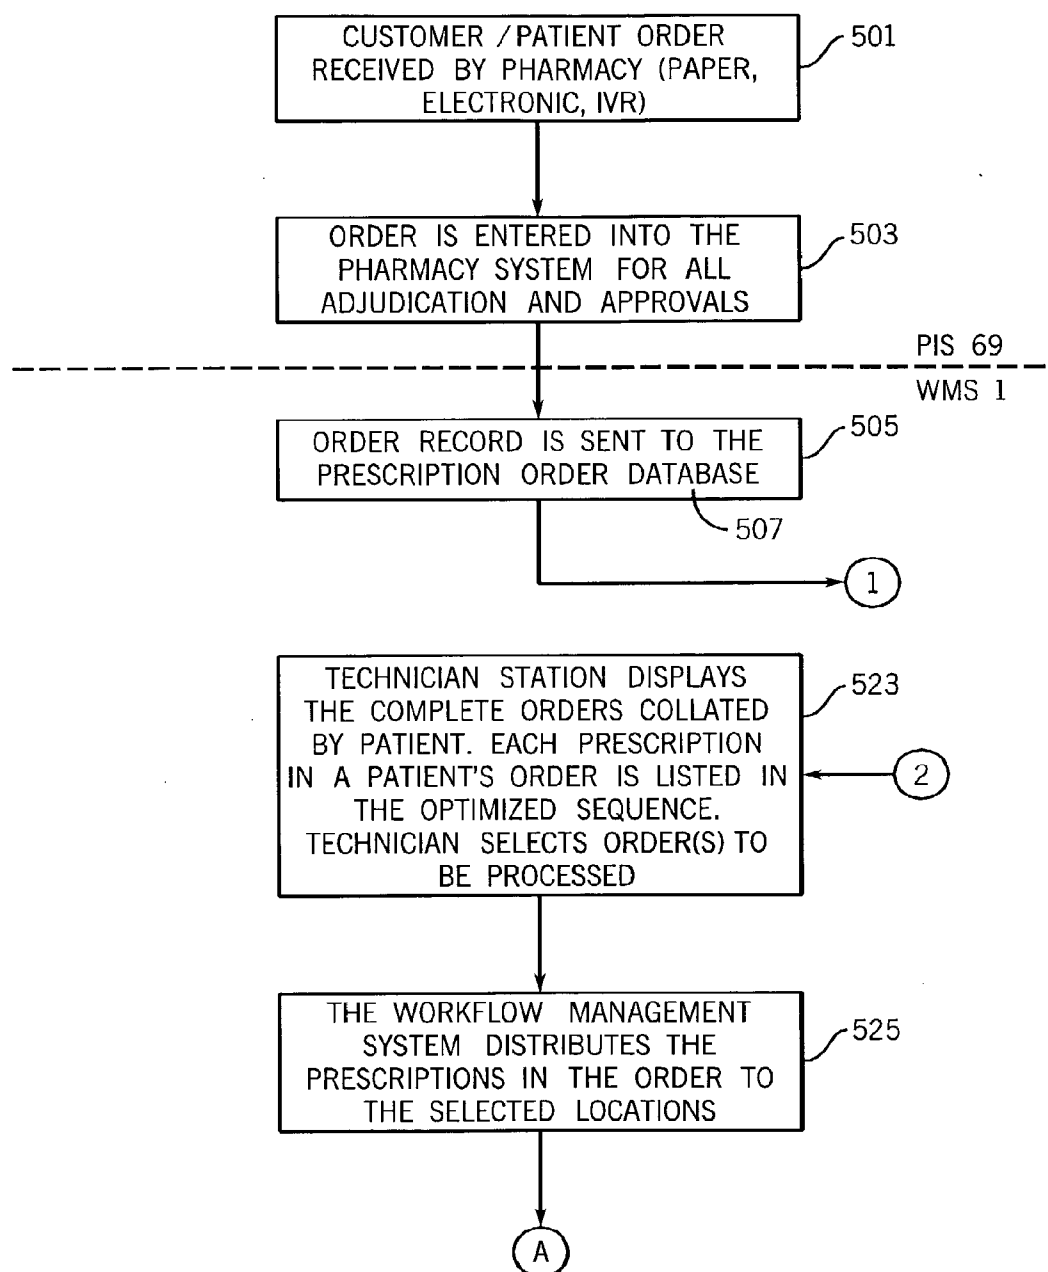 CUSTOMER / PATIENT ORDER
RECEIVED BY PHARMACY (PAPER,
ELECTRONIC, IVR)
501
ORDER IS ENTERED INTO THE
PHARMACY SYSTEM FOR ALL
ADJUDICATION AND APPROVALS
503
PIS 69
WMS 1
ORDER RECORD IS SENT TO THE
PRESCRIPTION ORDER DATABASE
505
507
1
TECHNICIAN STATION DISPLAYS
THE COMPLETE ORDERS COLLATED
BY PATIENT. EACH PRESCRIPTION
IN A PATIENT'S ORDER IS LISTED IN
THE OPTIMIZED SEQUENCE.
TECHNICIAN SELECTS ORDER(S) TO
BE PROCESSED
523
2
THE WORKFLOW MANAGEMENT
SYSTEM DISTRIBUTES THE
PRESCRIPTIONS IN THE ORDER TO
THE SELECTED LOCATIONS
525
A